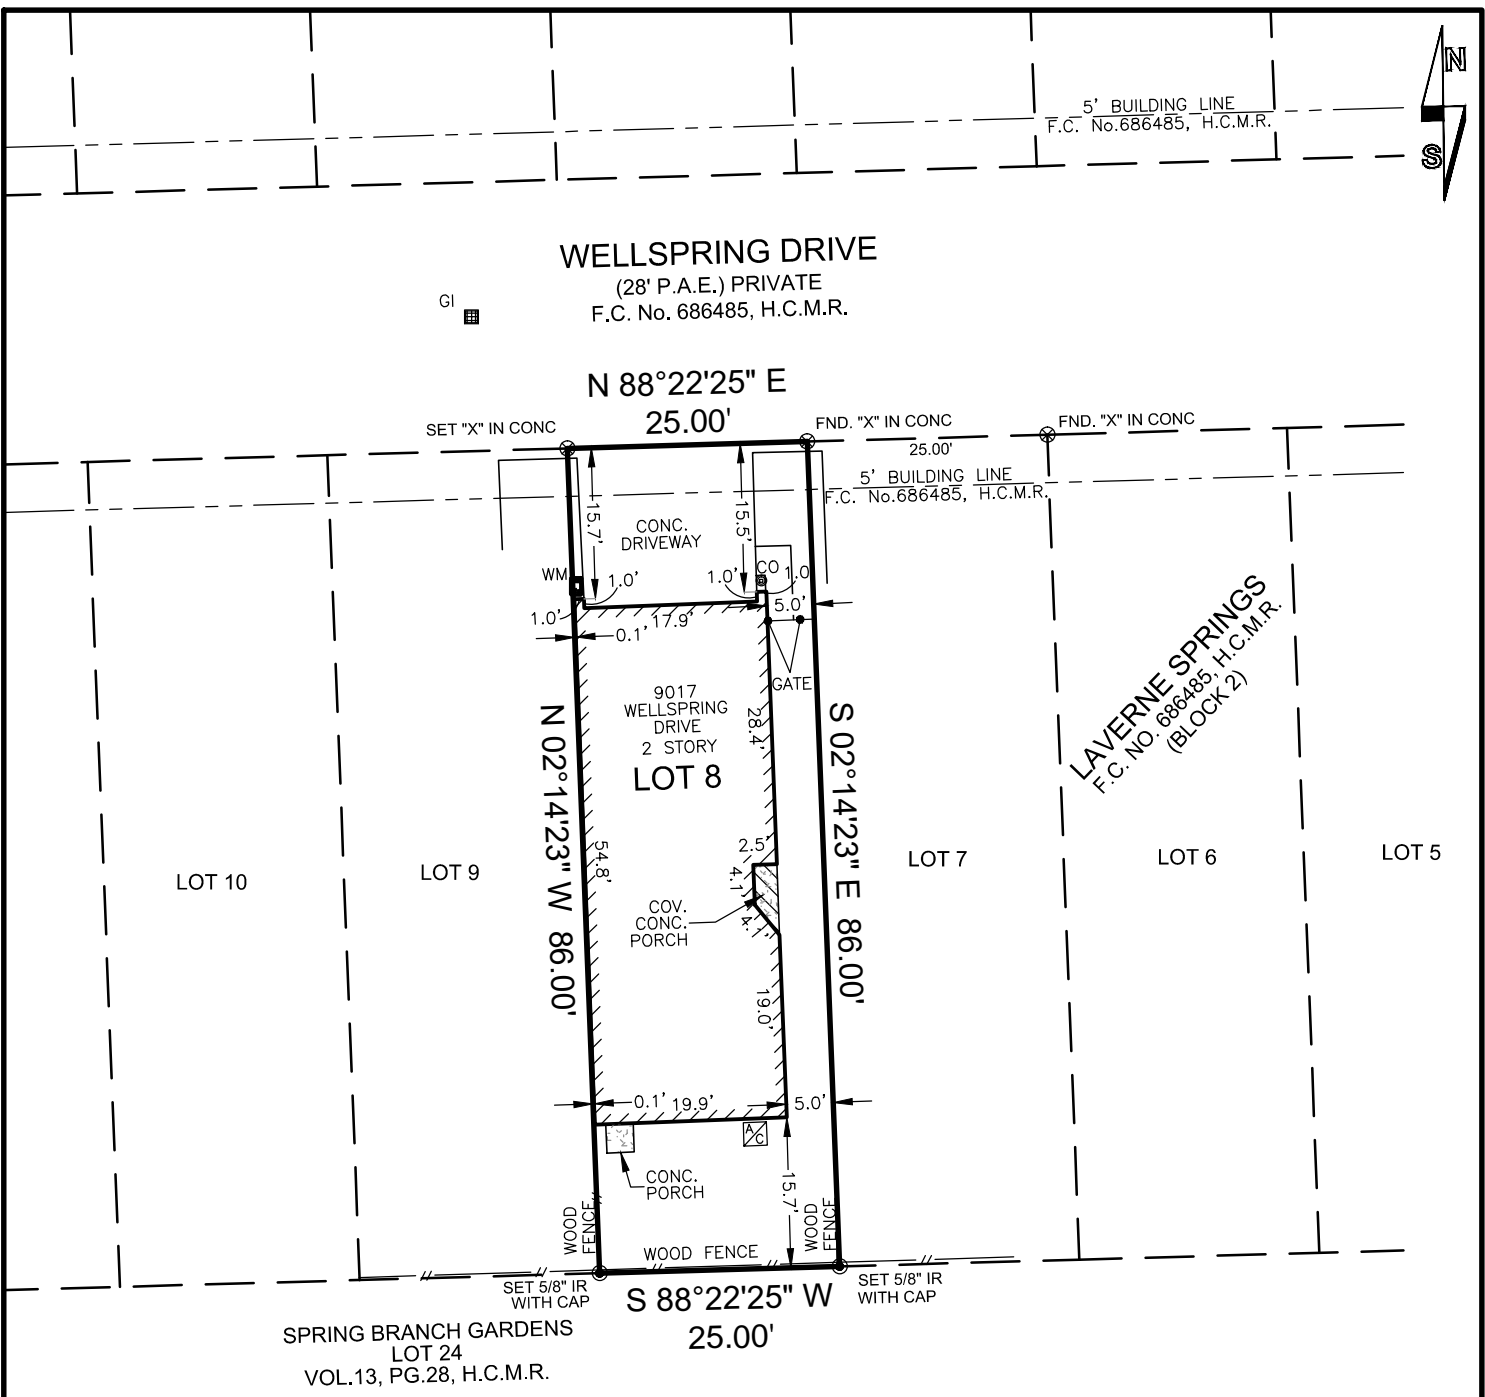 5' BUILDING LINE
F.C. No.686485, H.C.M.R.
N
S
WELLSPRING DRIVE
(28' P.A.E.) PRIVATE
F.C. No. 686485, H.C.M.R.
GI
N 88°22'25" E
25.00'
SET "X" IN CONC
FND. "X" IN CONC
FND. "X" IN CONC
25.00'
5' BUILDING LINE
F.C. No.686485, H.C.M.R.
15.7'
15.5'
CONC.
DRIVEWAY
WM
CO
1.0'
1.0'
1.0
1.0'
5.0'
0.1'
17.9'
GATE
9017
WELLSPRING
DRIVE
2 STORY
LOT 8
28.4'
N 02°14'23" W 86.00'
S 02°14'23" E 86.00'
LAVERNE SPRINGS
F.C. NO. 686485, H.C.M.R.
(BLOCK 2)
54.8'
2.5'
4.1'
4.1'
COV.
CONC.
PORCH
LOT 10
LOT 9
LOT 7
LOT 6
LOT 5
19.0'
0.1'
19.9'
5.0'
A/C
CONC.
PORCH
15.7'
WOOD
FENCE
WOOD FENCE
WOOD
FENCE
SET 5/8" IR
WITH CAP
SET 5/8" IR
WITH CAP
S 88°22'25" W
25.00'
SPRING BRANCH GARDENS
LOT 24
VOL.13, PG.28, H.C.M.R.